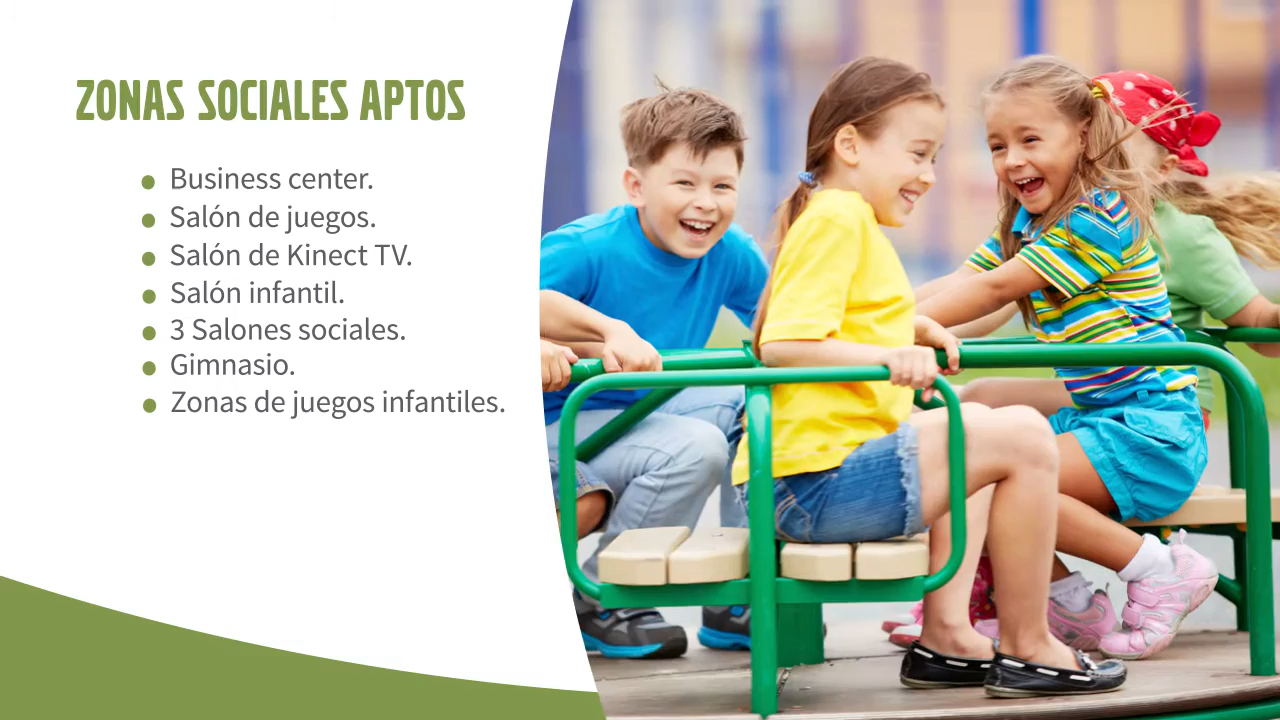 ZONAS SOCIALES APTOS
Business center.
Salón de juegos.
Salón de Kinect TV.
Salón infantil.
3 Salones sociales.
Gimnasio.
Zonas de juegos infantiles.